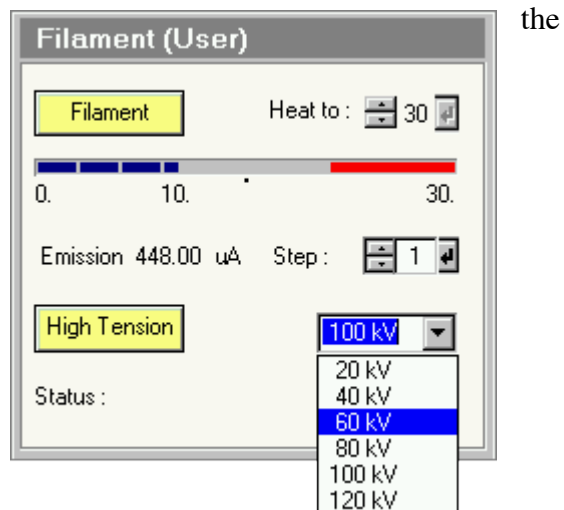 the
Filament (User)
Filament Heat to : 30
0. 10. 30.
Emission 448.00 uA Step : 1
High Tension 100 kV
20 kV
Status : 40 kV
60 kV
80 kV
100 kV
120 kV